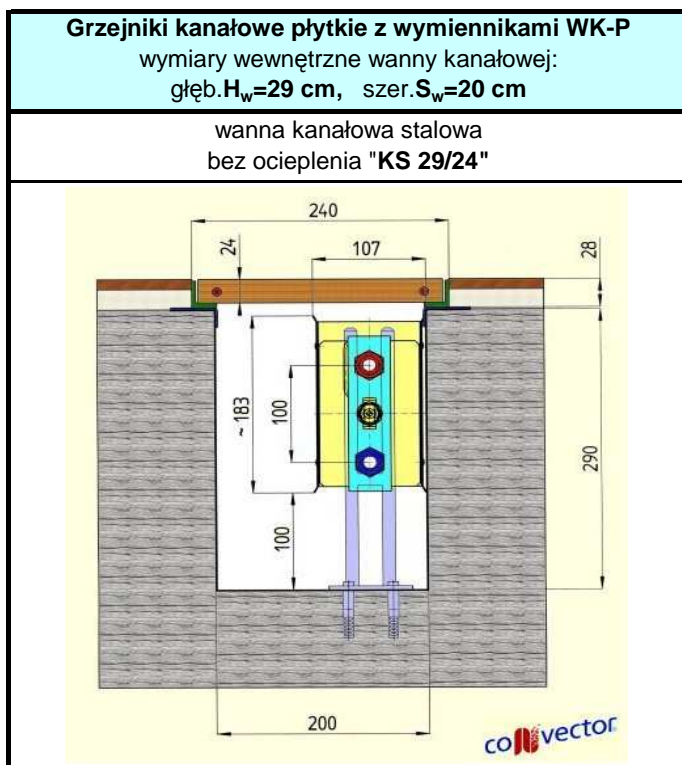 Grzejniki kanałowe płytkie z wymiennikami WK-P
wymiary wewnętrzne wanny kanałowej:
głęb.Hw=29 cm, szer.Sw=20 cm
wanna kanałowa stalowa
bez ocieplenia "KS 29/24"
240
24
107
28
~183
100
290
100
200
convector